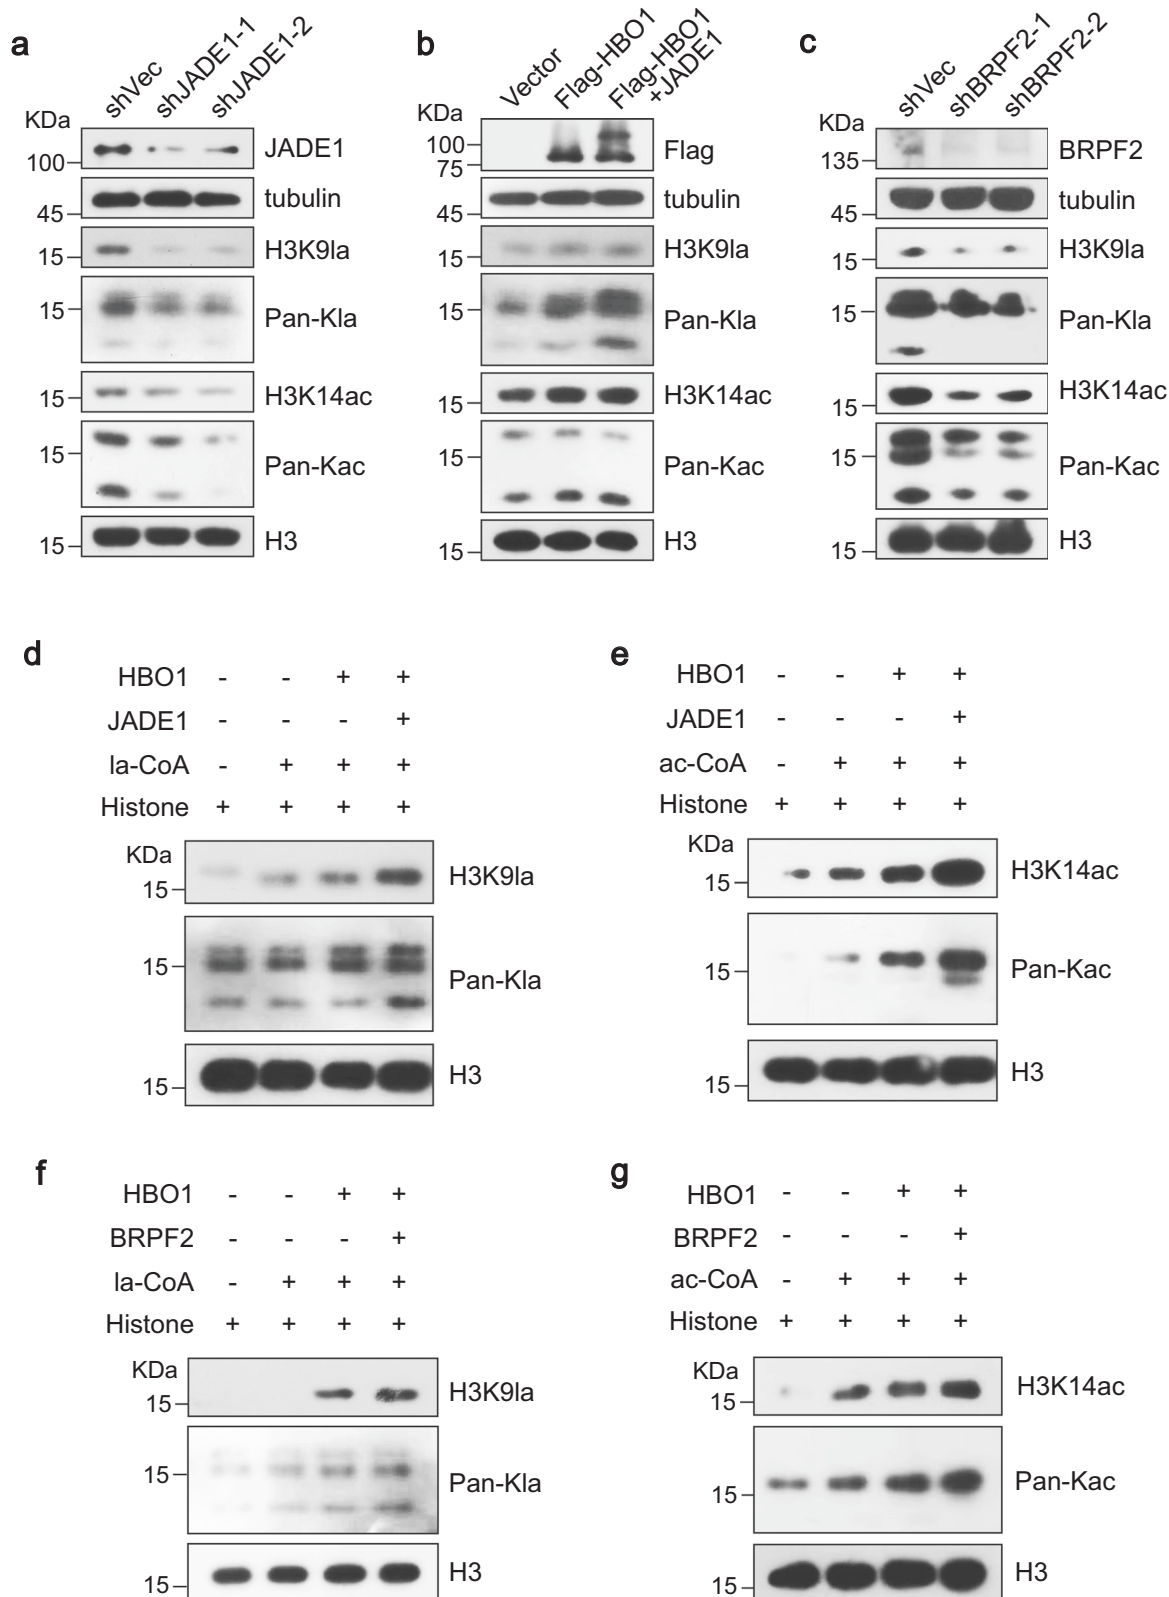 a
shVec
shJADE1-1
shJADE1-2
KDa
100
JADE1
tubulin
45
H3K9la
15
15
Pan-Kla
15
H3K14ac
15
Pan-Kac
15
H3
b
Vector
Flag-HBO1
Flag-HBO1
+JADE1
KDa
100
75
Flag
tubulin
45
H3K9la
15
15
Pan-Kla
15
H3K14ac
15
Pan-Kac
15
H3
c
shVec
shBRPF2-1
shBRPF2-2
KDa
135
BRPF2
tubulin
45
H3K9la
15
15
Pan-Kla
15
H3K14ac
15
Pan-Kac
15
H3
d
HBO1 - - + +
JADE1 - - - +
la-CoA - + + +
Histone + + + +
KDa
15
H3K9la
15
Pan-Kla
15
H3
e
HBO1 - - + +
JADE1 - - - +
ac-CoA - + + +
Histone + + + +
KDa
15
H3K14ac
15
Pan-Kac
15
H3
f
HBO1 - - + +
BRPF2 - - - +
la-CoA - + + +
Histone + + + +
KDa
15
H3K9la
15
Pan-Kla
15
H3
g
HBO1 - - + +
BRPF2 - - - +
ac-CoA - + + +
Histone + + + +
KDa
15
H3K14ac
15
Pan-Kac
15
H3